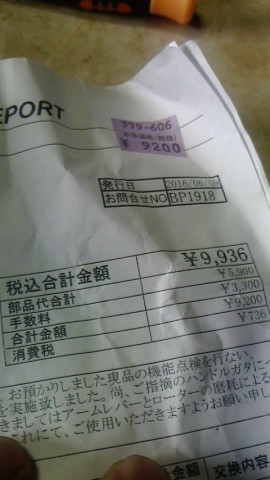 EPORT
399-606
¥9200
発行日 2016/06/
お問合せNO BP1918
税込合計金額 ¥9,936
部品代合計 ¥5,900
手数料 ¥3,300
合計金額 ¥9,200
消費税 ¥736
お預かりしました現品の機能点検を行ない、
を実施致しました。尚、ご指摘のハンドルガタに
きましてはアームレバーとローターの磨耗による
これにて、ご使用いただきますようお願い申し
金額 交換内容